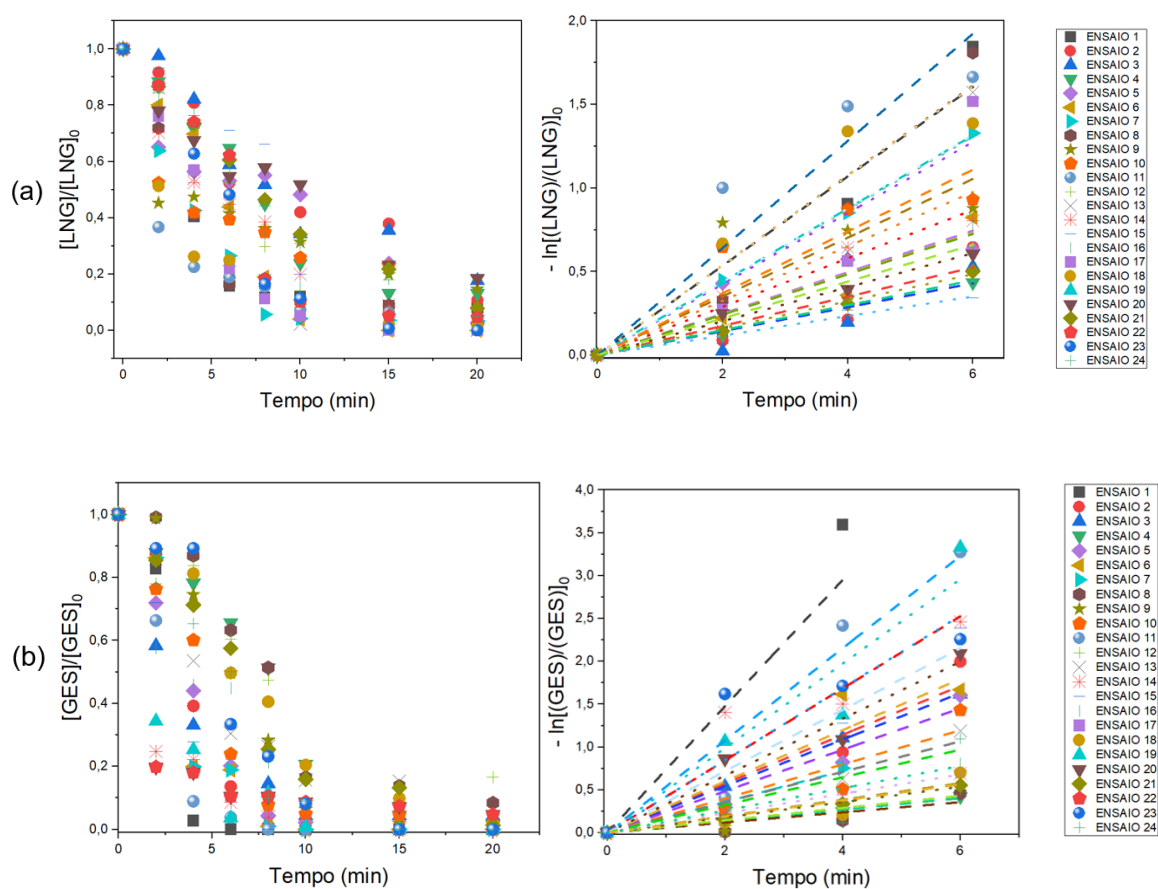 (a)
[LNG]/[LNG]0
1,0
0,8
0,6
0,4
0,2
0,0
0
5
10
15
20
Tempo (min)
- ln[(LNG)/(LNG)]0
2,0
1,5
1,0
0,5
0,0
0
2
4
6
Tempo (min)
ENSAIO 1
ENSAIO 2
ENSAIO 3
ENSAIO 4
ENSAIO 5
ENSAIO 6
ENSAIO 7
ENSAIO 8
ENSAIO 9
ENSAIO 10
ENSAIO 11
ENSAIO 12
ENSAIO 13
ENSAIO 14
ENSAIO 15
ENSAIO 16
ENSAIO 17
ENSAIO 18
ENSAIO 19
ENSAIO 20
ENSAIO 21
ENSAIO 22
ENSAIO 23
ENSAIO 24
(b)
[GES]/[GES]0
1,0
0,8
0,6
0,4
0,2
0,0
0
5
10
15
20
Tempo (min)
- ln[(GES)/(GES)]0
4,0
3,5
3,0
2,5
2,0
1,5
1,0
0,5
0,0
0
2
4
6
Tempo (min)
ENSAIO 1
ENSAIO 2
ENSAIO 3
ENSAIO 4
ENSAIO 5
ENSAIO 6
ENSAIO 7
ENSAIO 8
ENSAIO 9
ENSAIO 10
ENSAIO 11
ENSAIO 12
ENSAIO 13
ENSAIO 14
ENSAIO 15
ENSAIO 16
ENSAIO 17
ENSAIO 18
ENSAIO 19
ENSAIO 20
ENSAIO 21
ENSAIO 22
ENSAIO 23
ENSAIO 24